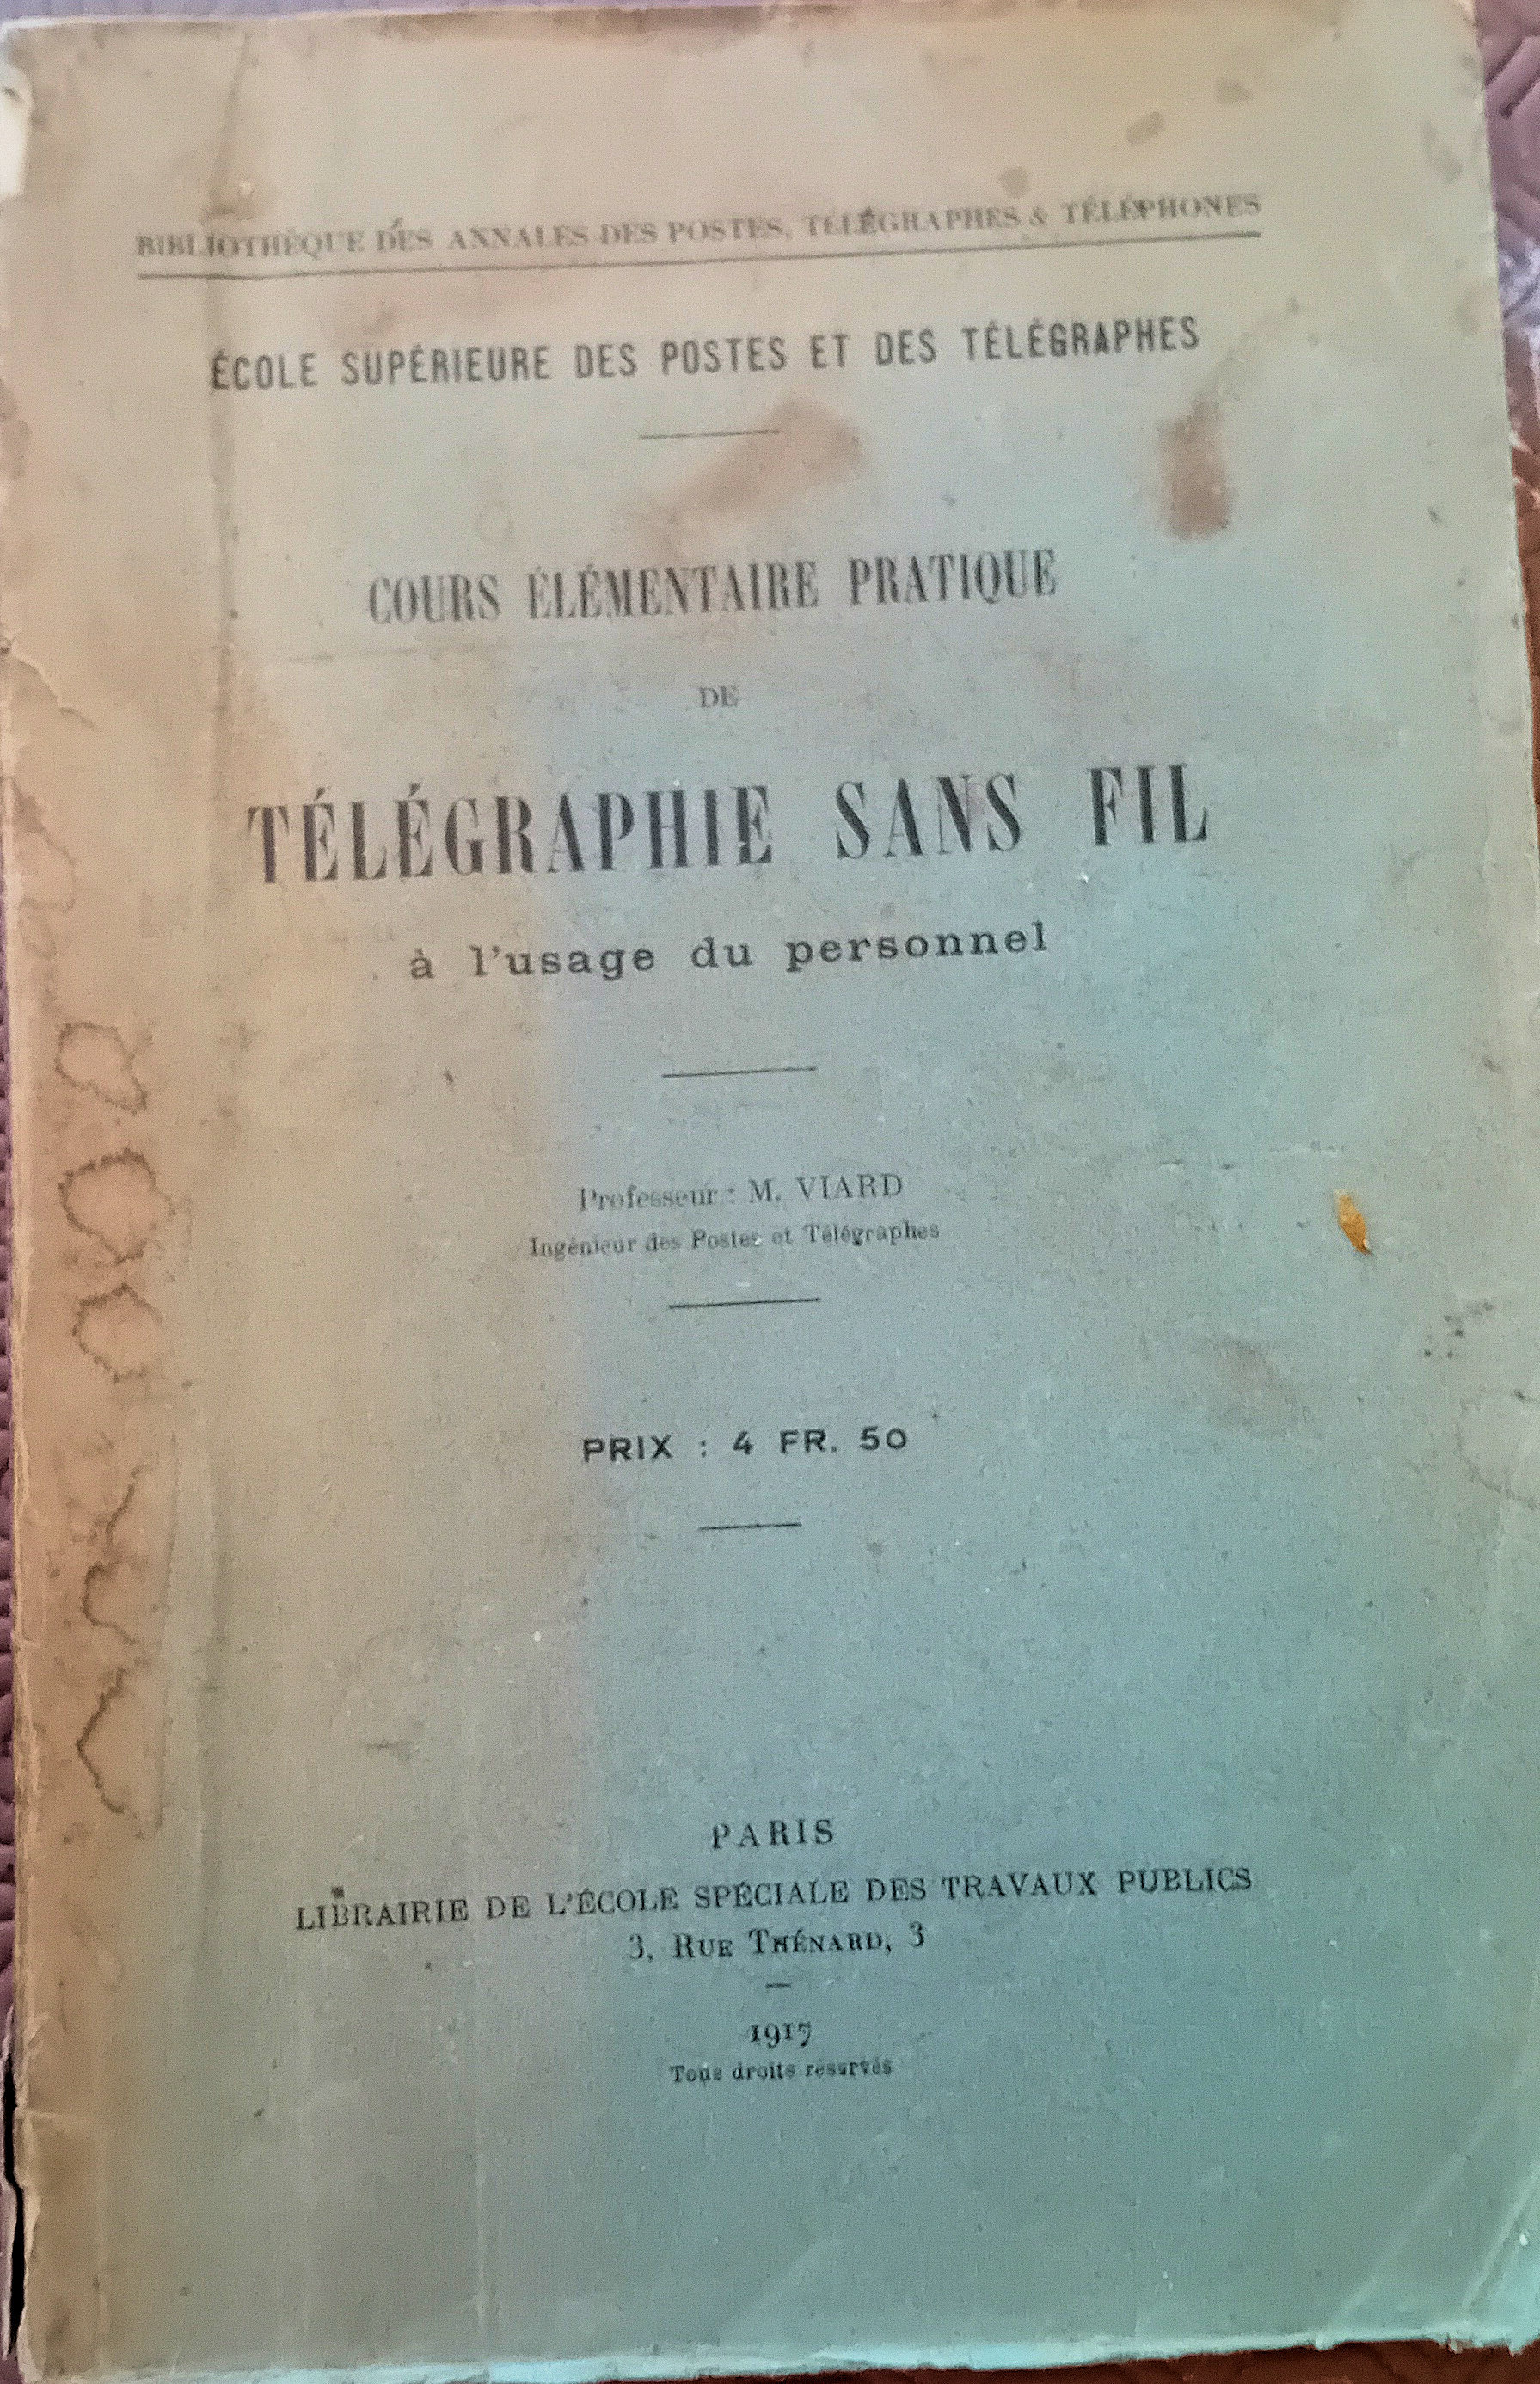 BIBLIOTHÈQUE DES ANNALES DES POSTES, TÉLÉGRAPHES & TÉLÉPHONES
ÉCOLE SUPÉRIEURE DES POSTES ET DES TÉLÉGRAPHES
COURS ÉLÉMENTAIRE PRATIQUE
DE
TÉLÉGRAPHIE SANS FIL
à l'usage du personnel
Professeur : M. VIARD
Ingénieur des Postes et Télégraphes
PRIX : 4 FR. 50
PARIS
LIBRAIRIE DE L'ÉCOLE SPÉCIALE DES TRAVAUX PUBLICS
3, RUE THÉNARD, 3
1917
Tous droits réservés